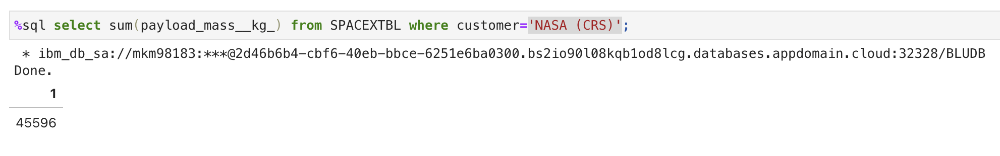 %sql select sum(payload_mass__kg_) from SPACEXTBL where customer='NASA (CRS)';
* ibm_db_sa://mkm98183:***@2d46b6b4-cbf6-40eb-bbce-6251e6ba0300.bs2io90l08kqb1od8lcg.databases.appdomain.cloud:32328/BLUDB
Done.
1
45596